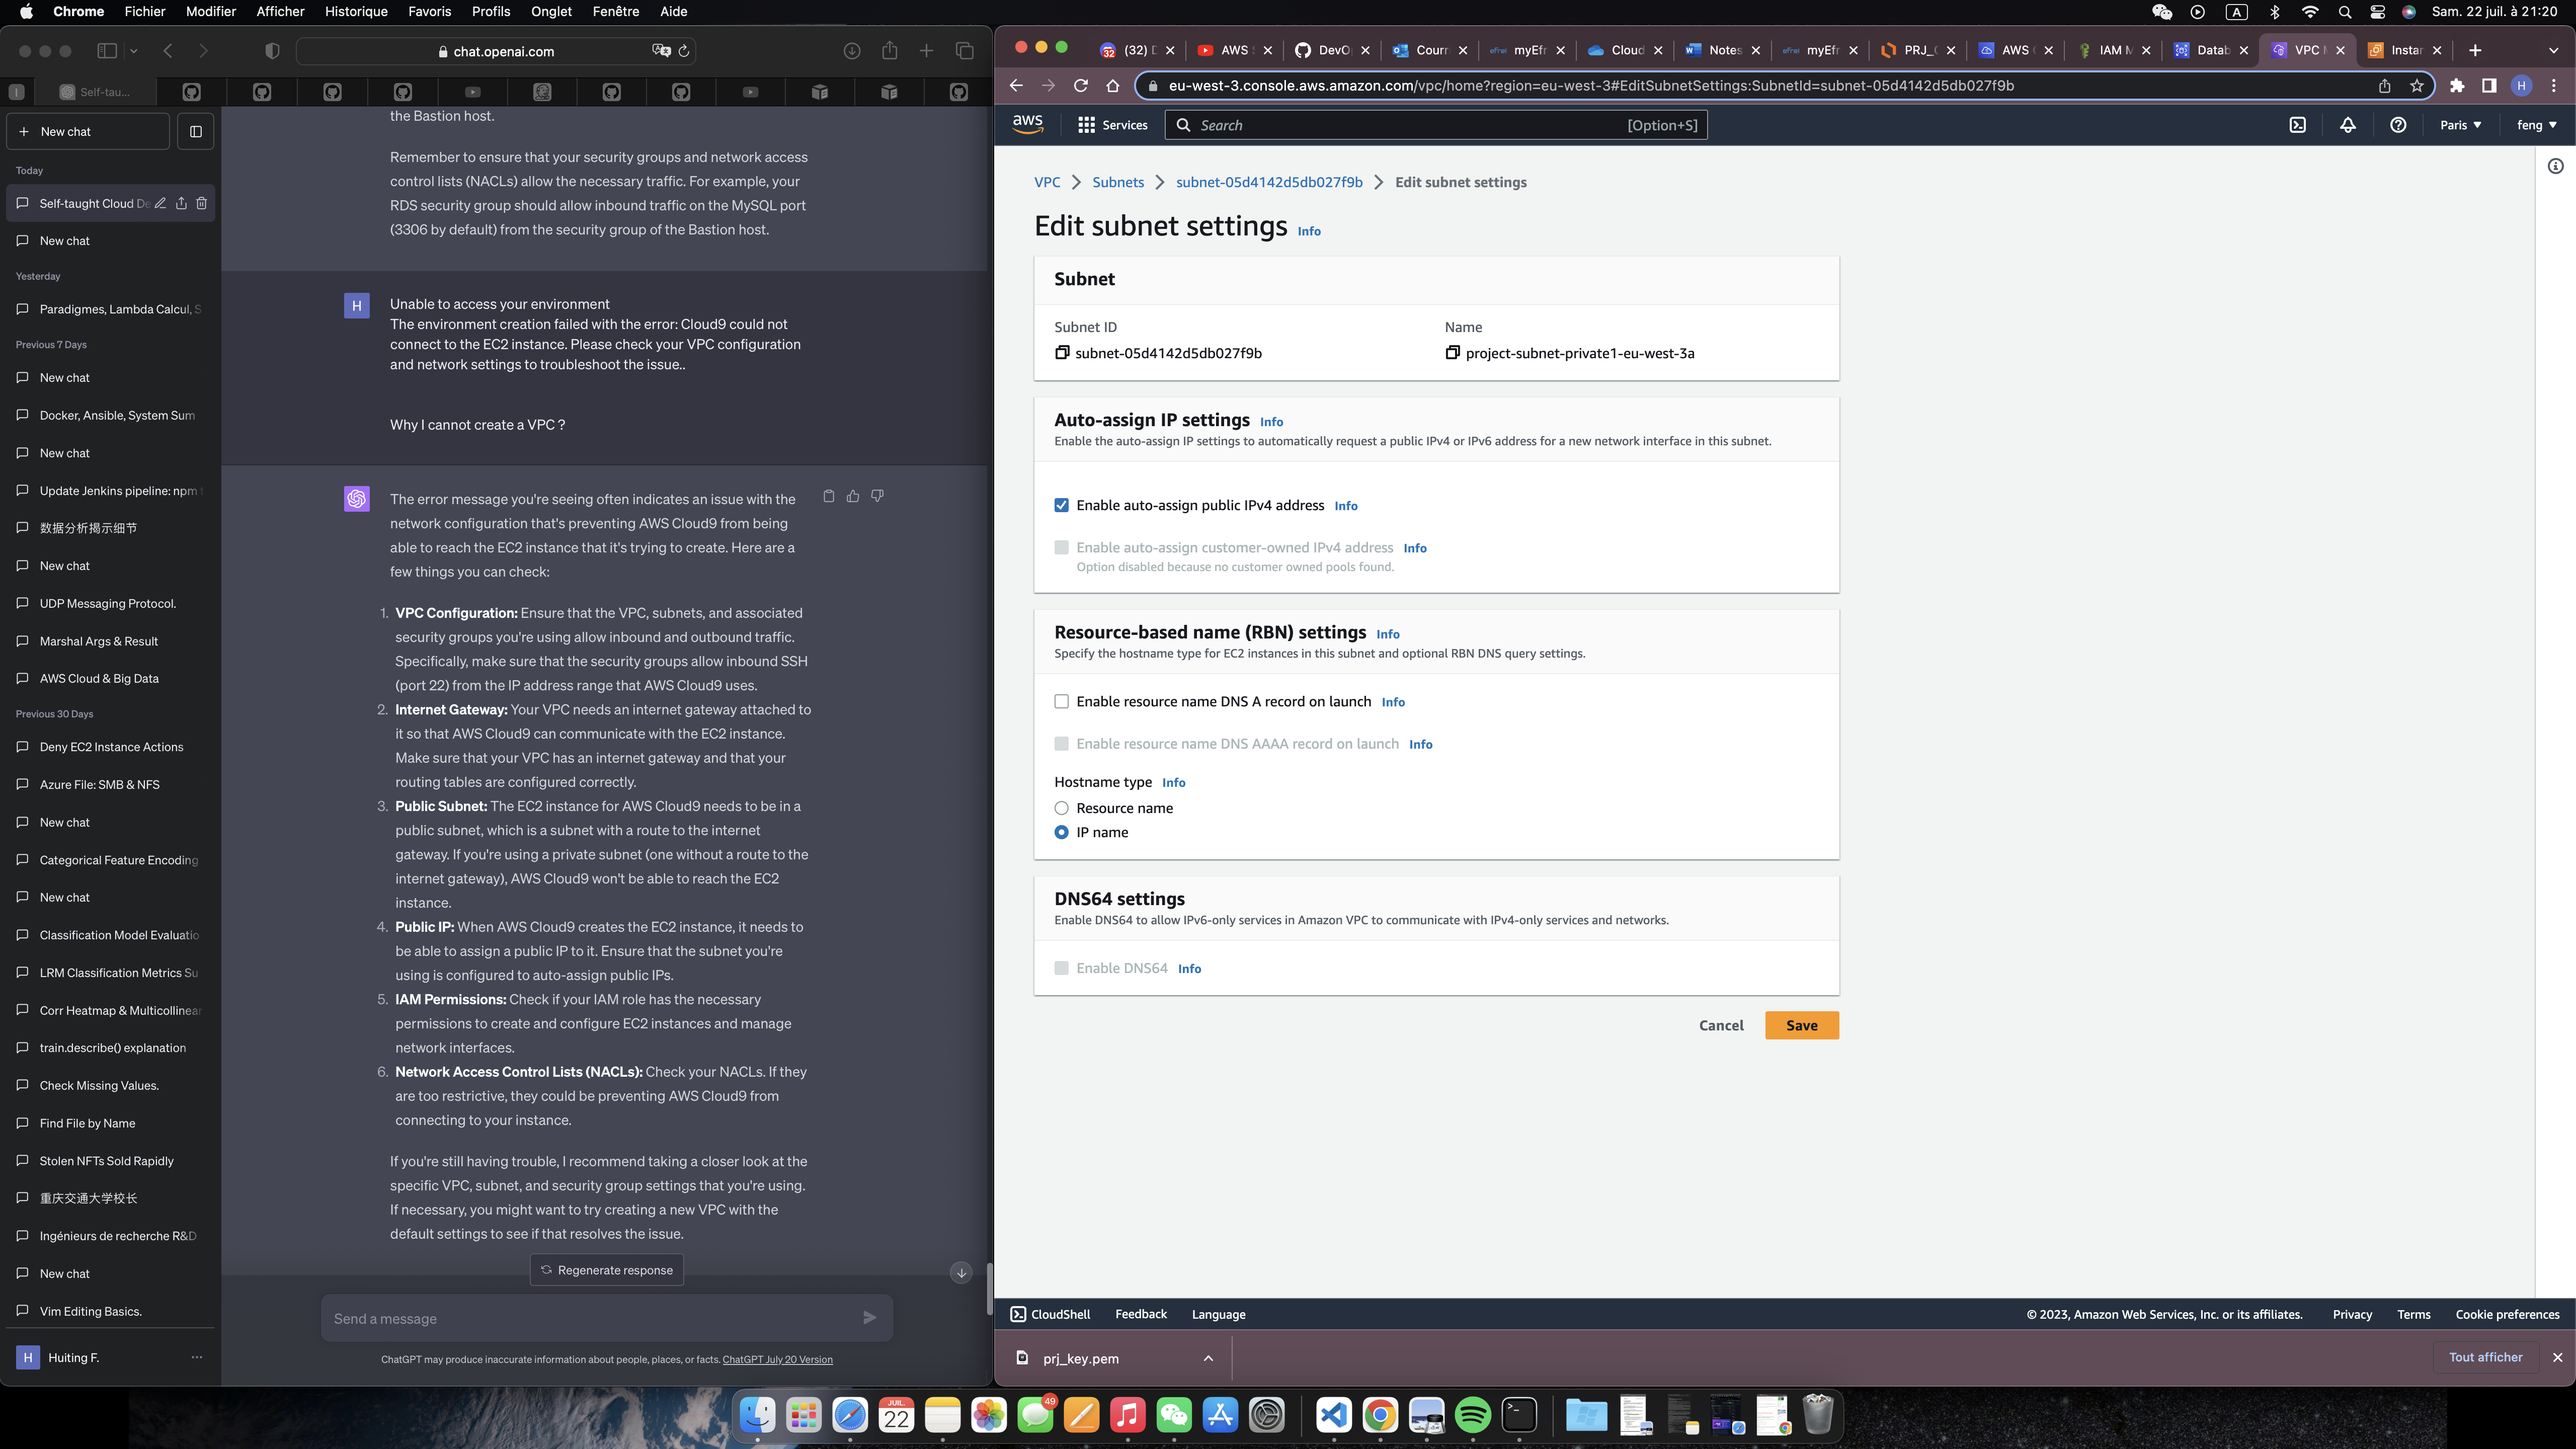 Chrome Fichier Modifier Afficher Historique Favoris Profils Onglet Fenêtre Aide
A
Sam. 22 juil. à 21:20
chat.openai.com
Self-tau...
New chat
Today
Self-taught Cloud De
New chat
Yesterday
Paradigmes, Lambda Calcul, S
Previous 7 Days
New chat
Docker, Ansible, System Sum
New chat
Update Jenkins pipeline: npm
数据分析揭示细节
New chat
UDP Messaging Protocol.
Marshal Args & Result
AWS Cloud & Big Data
Previous 30 Days
Deny EC2 Instance Actions
Azure File: SMB & NFS
New chat
Categorical Feature Encoding
New chat
Classification Model Evaluatio
LRM Classification Metrics Su
Corr Heatmap & Multicollinear
train.describe() explanation
Check Missing Values.
Find File by Name
Stolen NFTs Sold Rapidly
重庆交通大学校长
Ingénieurs de recherche R&D
New chat
Vim Editing Basics.
H Huiting F.
the Bastion host.
Remember to ensure that your security groups and network access
control lists (NACLs) allow the necessary traffic. For example, your
RDS security group should allow inbound traffic on the MySQL port
(3306 by default) from the security group of the Bastion host.
H
Unable to access your environment
The environment creation failed with the error: Cloud9 could not
connect to the EC2 instance. Please check your VPC configuration
and network settings to troubleshoot the issue..
Why I cannot create a VPC ?
The error message you're seeing often indicates an issue with the
network configuration that's preventing AWS Cloud9 from being
able to reach the EC2 instance that it's trying to create. Here are a
few things you can check:
1. VPC Configuration: Ensure that the VPC, subnets, and associated
security groups you're using allow inbound and outbound traffic.
Specifically, make sure that the security groups allow inbound SSH
(port 22) from the IP address range that AWS Cloud9 uses.
2. Internet Gateway: Your VPC needs an internet gateway attached to
it so that AWS Cloud9 can communicate with the EC2 instance.
Make sure that your VPC has an internet gateway and that your
routing tables are configured correctly.
3. Public Subnet: The EC2 instance for AWS Cloud9 needs to be in a
public subnet, which is a subnet with a route to the internet
gateway. If you're using a private subnet (one without a route to the
internet gateway), AWS Cloud9 won't be able to reach the EC2
instance.
4. Public IP: When AWS Cloud9 creates the EC2 instance, it needs to
be able to assign a public IP to it. Ensure that the subnet you're
using is configured to auto-assign public IPs.
5. IAM Permissions: Check if your IAM role has the necessary
permissions to create and configure EC2 instances and manage
network interfaces.
6. Network Access Control Lists (NACLs): Check your NACLs. If they
are too restrictive, they could be preventing AWS Cloud9 from
connecting to your instance.
If you're still having trouble, I recommend taking a closer look at the
specific VPC, subnet, and security group settings that you're using.
If necessary, you might want to try creating a new VPC with the
default settings to see if that resolves the issue.
Regenerate response
Send a message
ChatGPT may produce inaccurate information about people, places, or facts. ChatGPT July 20 Version
(32) AWS DevO Courr myEfr Cloud Notes myEfr PRJ_ AWS IAM Datab VPC Instar
eu-west-3.console.aws.amazon.com/vpc/home?region=eu-west-3#EditSubnetSettings:SubnetId=subnet-05d4142d5db027f9b
H
aws Services Search [Option+S] Paris feng
VPC Subnets subnet-05d4142d5db027f9b Edit subnet settings
Edit subnet settings Info
Subnet
Subnet ID Name
subnet-05d4142d5db027f9b project-subnet-private1-eu-west-3a
Auto-assign IP settings Info
Enable the auto-assign IP settings to automatically request a public IPv4 or IPv6 address for a new network interface in this subnet.
Enable auto-assign public IPv4 address Info
Enable auto-assign customer-owned IPv4 address Info
Option disabled because no customer owned pools found.
Resource-based name (RBN) settings Info
Specify the hostname type for EC2 instances in this subnet and optional RBN DNS query settings.
Enable resource name DNS A record on launch Info
Enable resource name DNS AAAA record on launch Info
Hostname type Info
Resource name
IP name
DNS64 settings
Enable DNS64 to allow IPv6-only services in Amazon VPC to communicate with IPv4-only services and networks.
Enable DNS64 Info
Cancel Save
CloudShell Feedback Language © 2023, Amazon Web Services, Inc. or its affiliates. Privacy Terms Cookie preferences
prj_key.pem Tout afficher
JUIL.
22
49